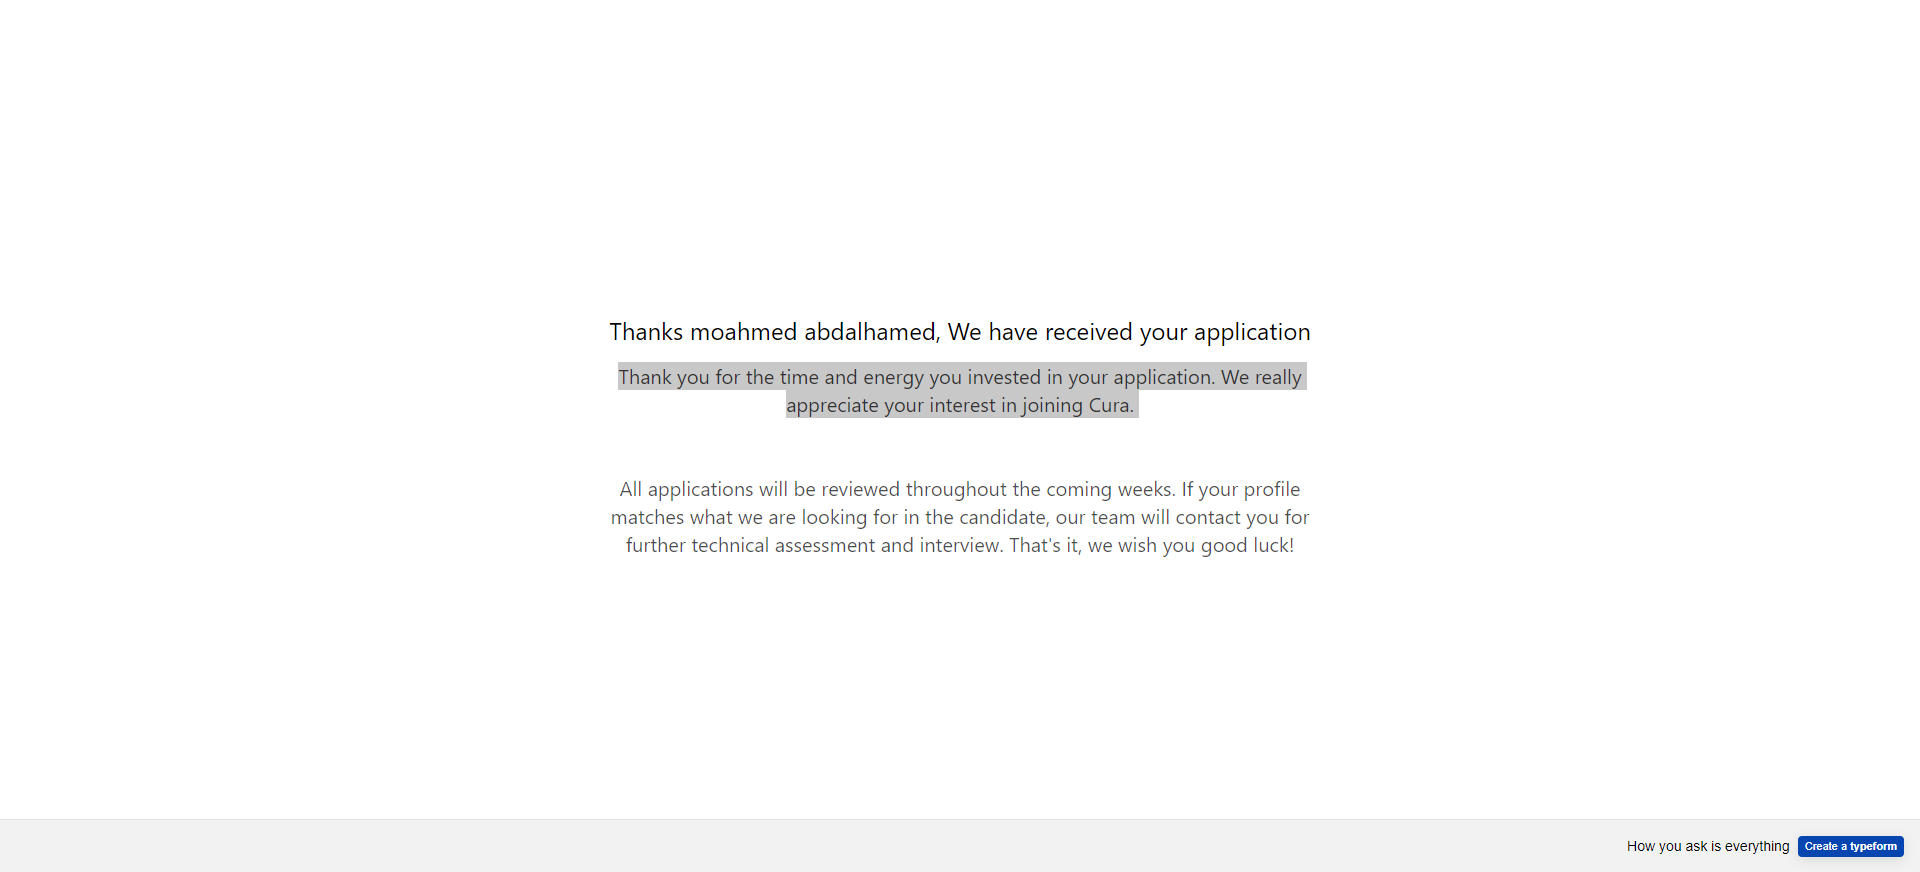 Thanks moahmed abdalhamed, We have received your application
Thank you for the time and energy you invested in your application. We really
appreciate your interest in joining Cura.
All applications will be reviewed throughout the coming weeks. If your profile
matches what we are looking for in the candidate, our team will contact you for
further technical assessment and interview. That's it, we wish you good luck!
How you ask is everything
Create a typeform